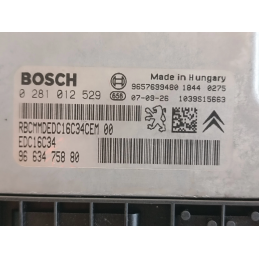 BOSCH
Made in Hungary
9657699480 1844 0275
0 281 012 529
07-09-26 1039S15663
RBCMMDEDC16C34CEM 00
EDC16C34
96 634 758 80